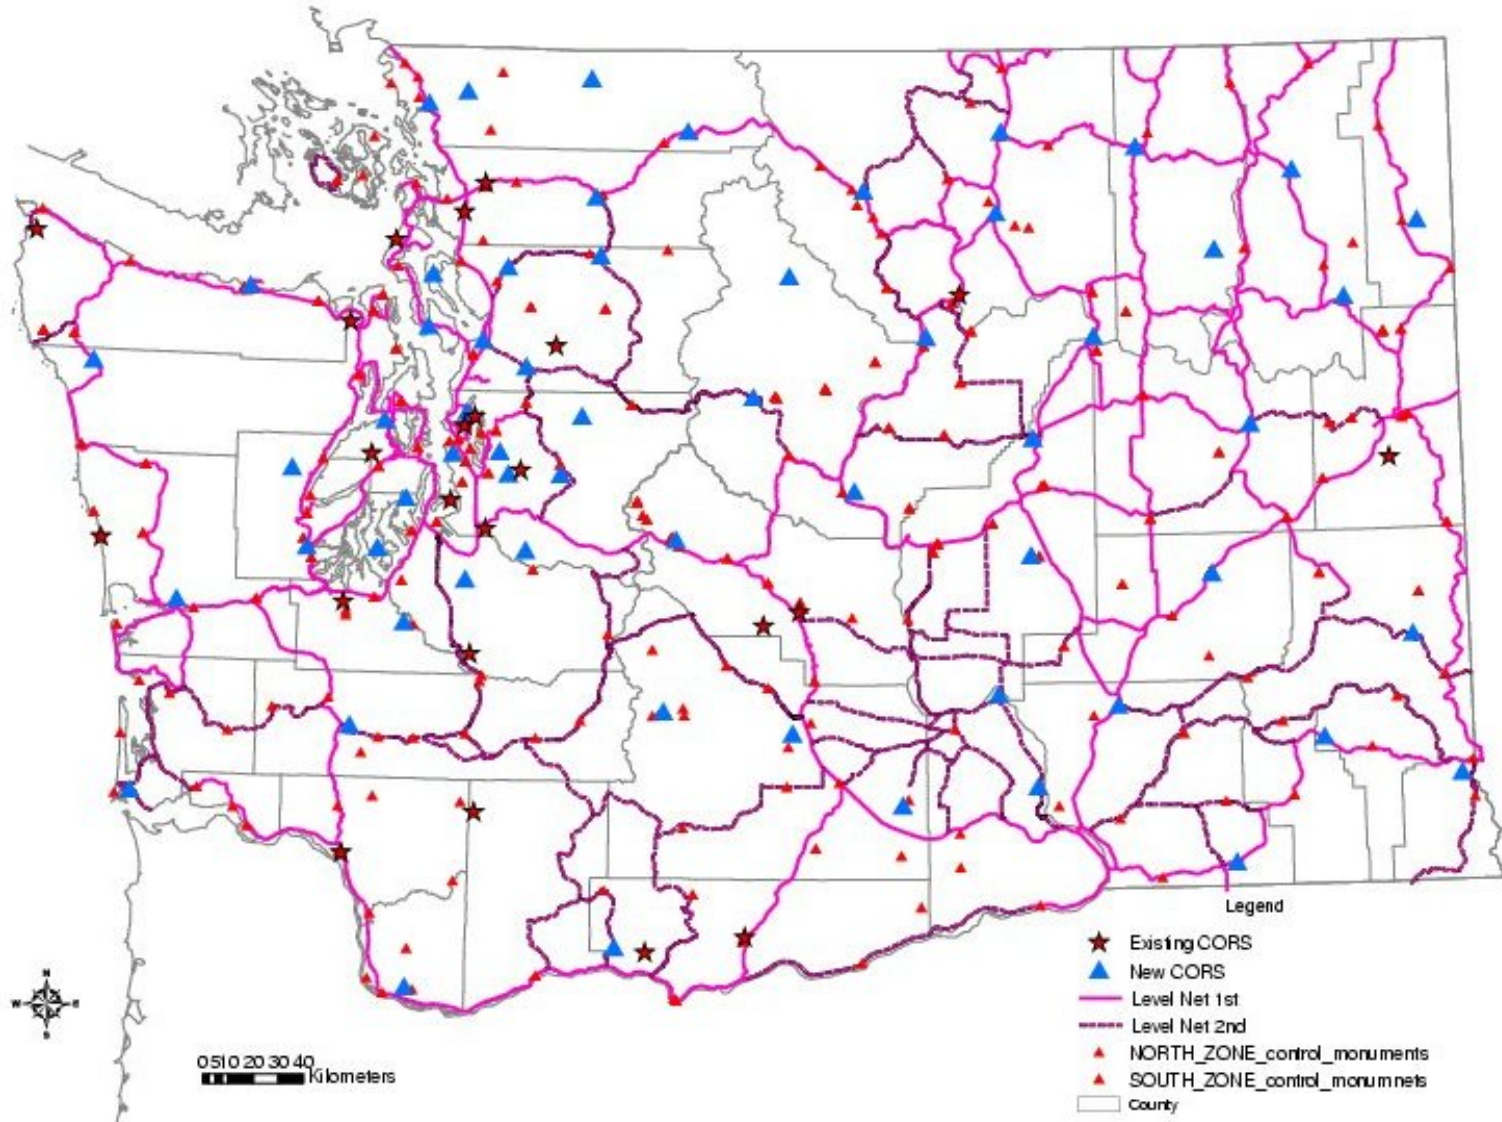 N
W E
S
0 5 10 20 30 40
Kilometers
Legend
Existing CORS
New CORS
Level Net 1st
Level Net 2nd
NORTH_ZONE_control_monuments
SOUTH_ZONE_control_monumnets
County